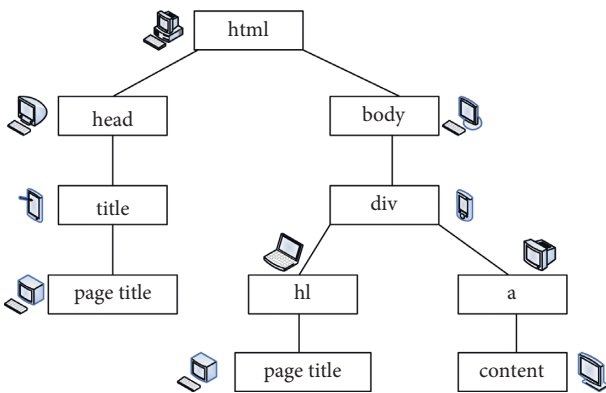 html
head
body
title
div
page title
hl
a
page title
content